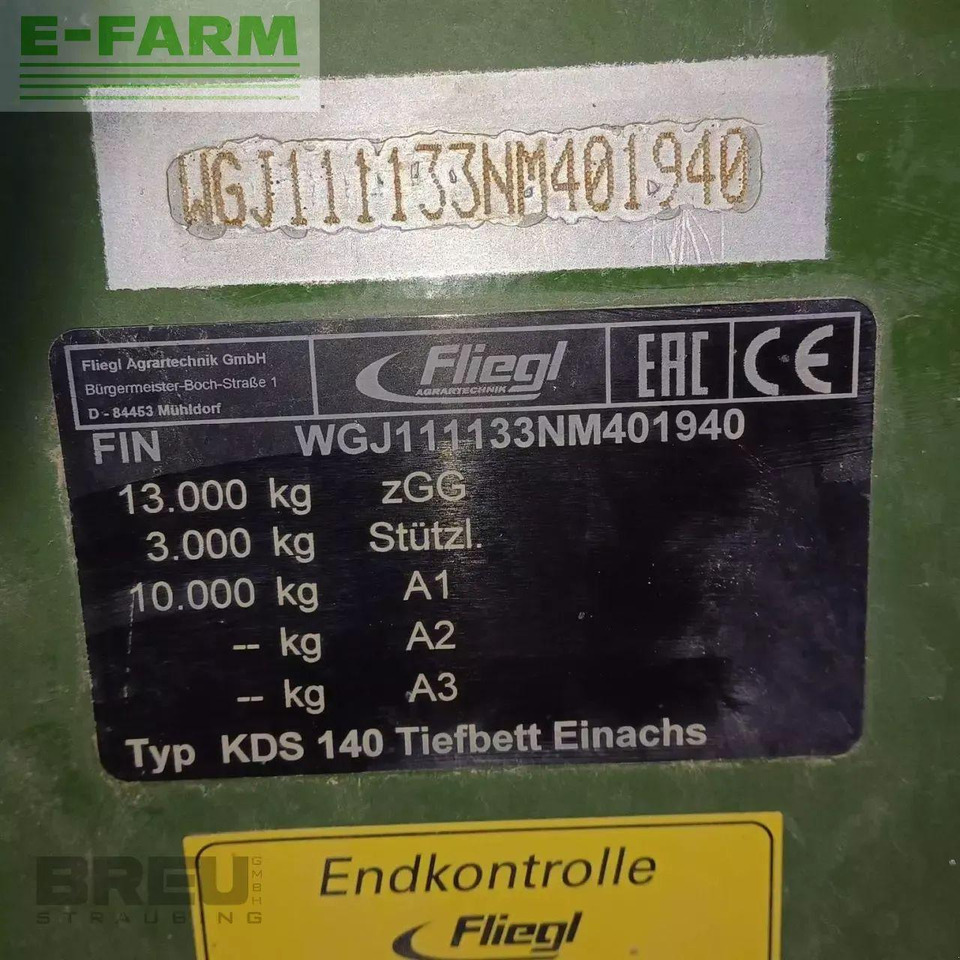 E-FARM
WGJ111133NM401940
Fliegl Agrartechnik GmbH
Bürgermeister-Boch-Straße 1
D - 84453 Mühldorf
Fliegl
AGRARTECHNIK
EAC
CE
FIN WGJ111133NM401940
13.000 kg zGG
3.000 kg Stützl.
10.000 kg A1
-- kg A2
-- kg A3
Typ KDS 140 Tiefbett Einachs
Endkontrolle
Fliegl
BREU GMBH
STRAUBING